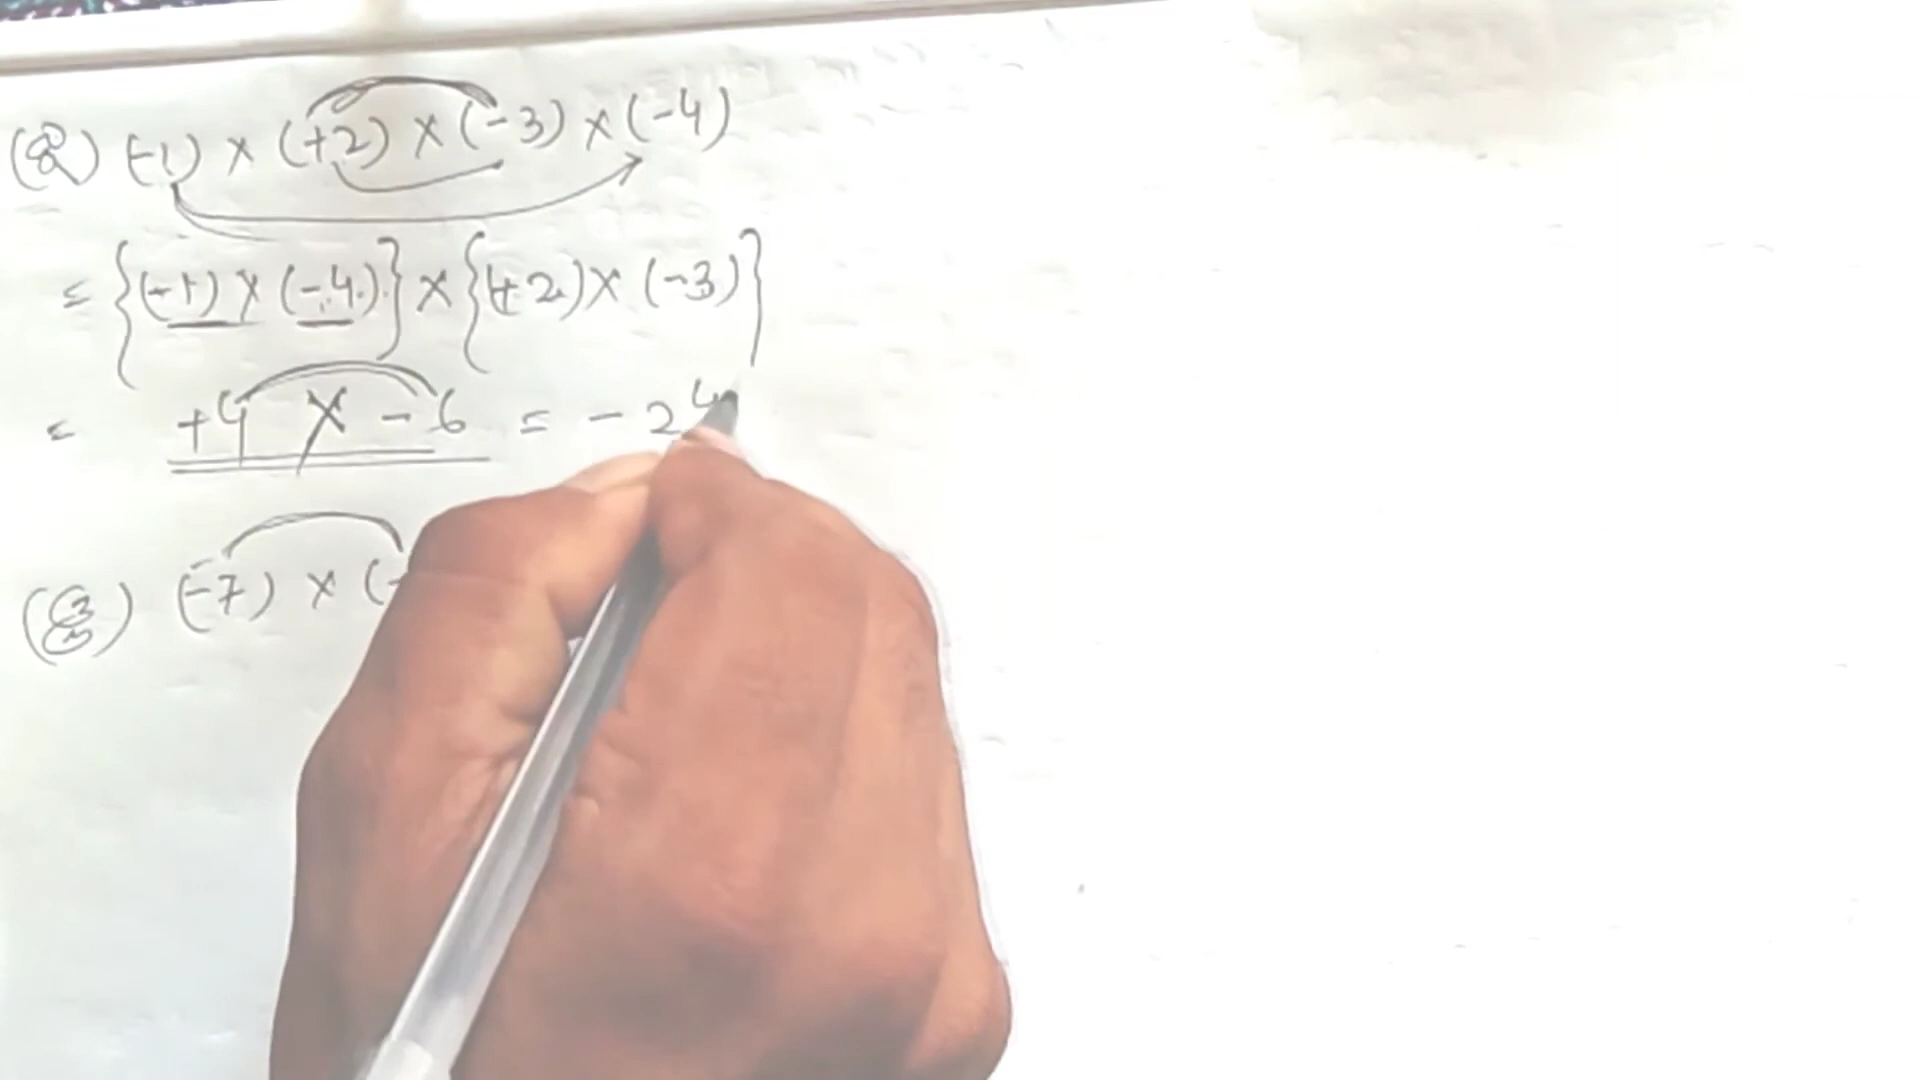 (2) (-1) × (+2) × (-3) × (-4)
= {(-1) × (-4)} × {(+2) × (-3)}
= +4 × -6 = -24
(3) (-7) × (-